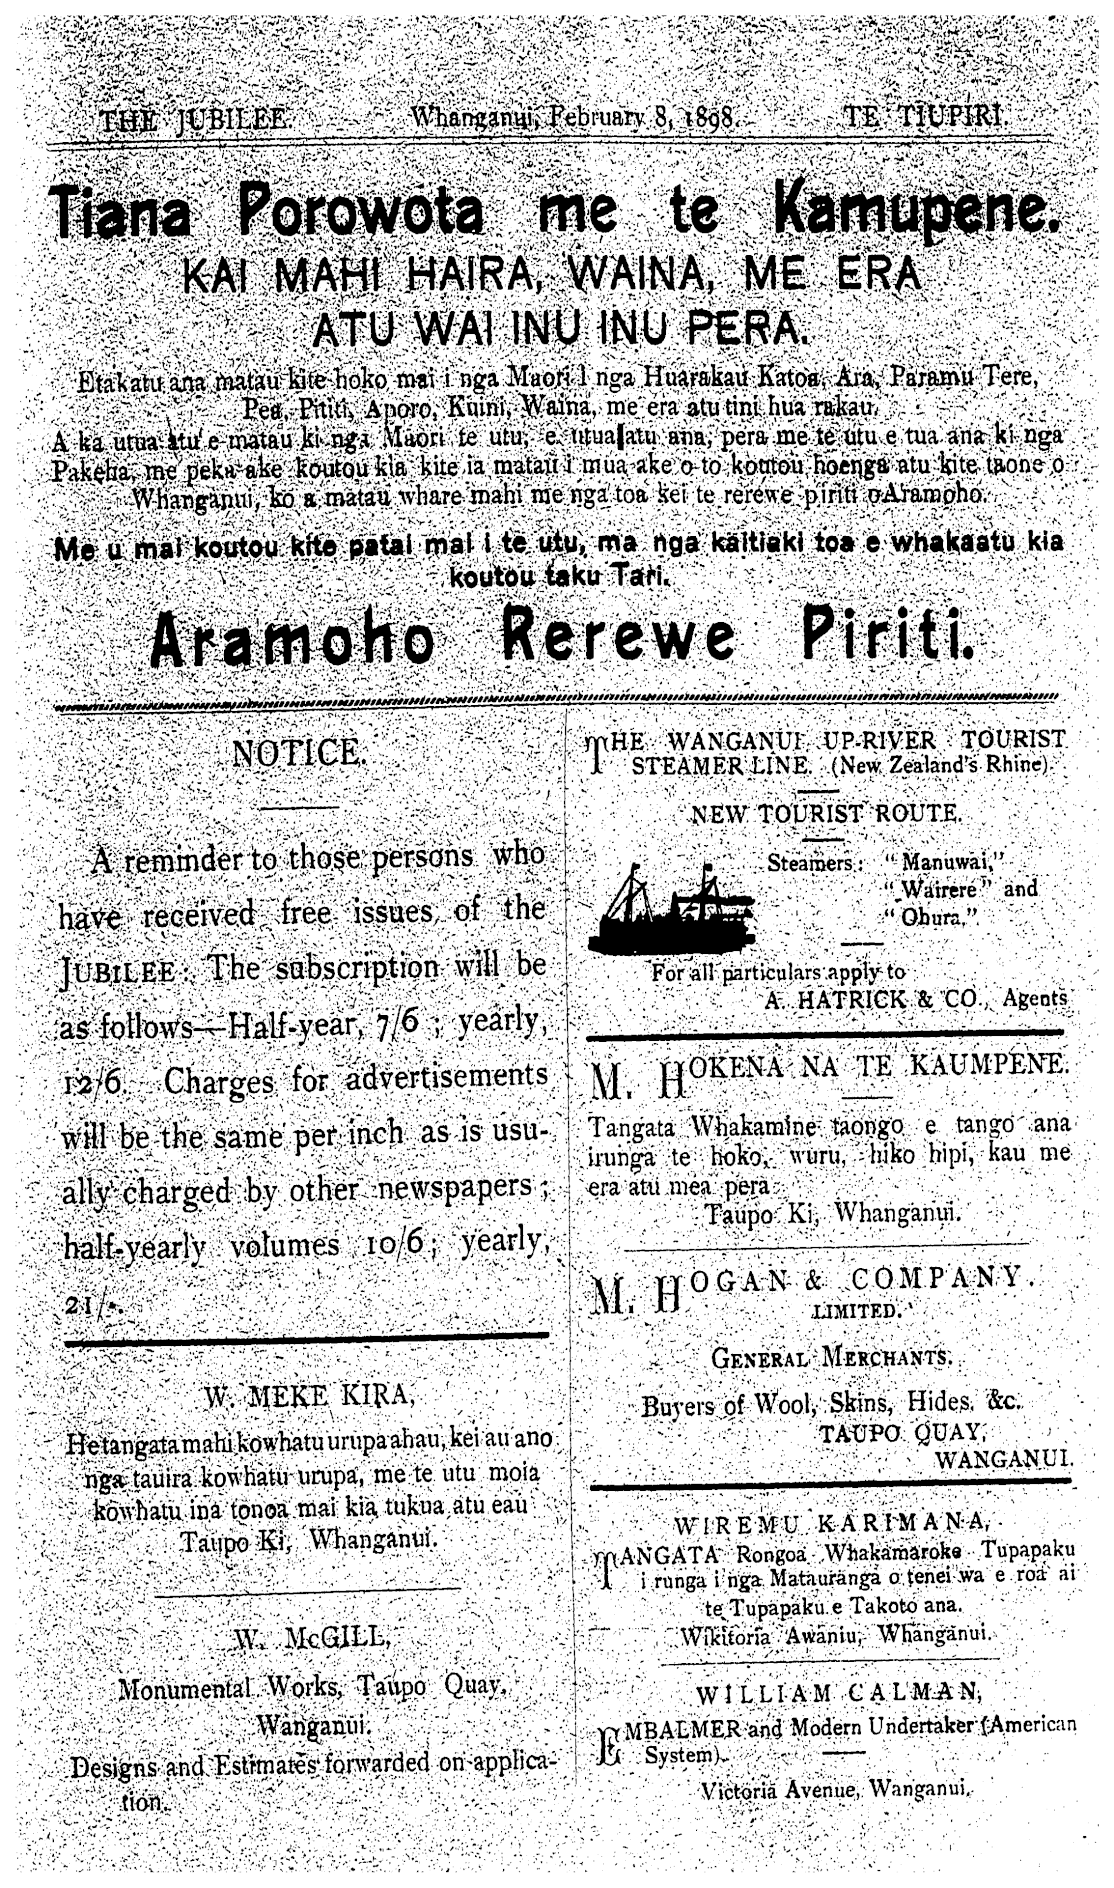 THE JUBILEE. Whanganui, February 8, 1898. TE TIUPIRI.
Tiana Porowota me te Kamupene.
KAI MAHI HAIRA, WAINA, ME ERA
ATU WAI INU INU PERA.
Etakatu ana matau kite hoko mai i nga Maori I nga Huarakau Katoa, Ara, Paramu Tere,
Pea, Pititi, Aporo, Kuini, Waina, me era atu tini hua rakau.
A ka utua atu e matau ki nga Maori te utu, e utua atu ana, pera me te utu e tua ana ki nga
Pakeha, me peka ake koutou kia kite ia matau i mua ake o to koutou hoenga atu kite taone o
Whanganui, ko a matau whare mahi me nga toa kei te rerewe piriti o Aramoho.
Me u mai koutou kite patai mai i te utu, ma nga kaitiaki toa e whakaatu kia
koutou taku Tari.
Aramoho Rerewe Piriti.
NOTICE.
A reminder to those persons who
have received free issues of the
JUBILEE: The subscription will be
as follows—Half-year, 7/6; yearly,
12/6. Charges for advertisements
will be the same per inch as is usu-
ally charged by other newspapers;
half-yearly volumes 10/6; yearly,
21/-.
W. MEKE KIRA,
He tangata mahi kowhatu urupa ahau, kei au ano
nga tauira kowhatu urupa, me te utu moia
kowhatu ina tonoa mai kia tukua atu eau
Taupo Ki, Whanganui.
W. McGILL,
Monumental Works, Taupo Quay,
Wanganui.
Designs and Estimates forwarded on applica-
tion.
THE WANGANUI UP-RIVER TOURIST
STEAMER LINE. (New Zealand's Rhine).
NEW TOURIST ROUTE.
Steamers: "Manuwai,"
"Wairere" and
"Ohura."
For all particulars apply to
A. HATRICK & CO., Agents
M. HOKENA NA TE KAUMPENE.
Tangata Whakamine taongo e tango ana
irunga te hoko, wuru, hiko hipi, kau me
era atu mea pera
Taupo Ki, Whanganui.
M. HOGAN & COMPANY.
LIMITED.
GENERAL MERCHANTS.
Buyers of Wool, Skins, Hides, &c.
TAUPO QUAY,
WANGANUI.
WIREMU KARIMANA,
TANGATA Rongoa Whakamaroke Tupapaku
i runga i nga Matauranga o tenei wa e roa ai
te Tupapaku e Takoto ana.
Wikitoria Awaniu, Whanganui.
WILLIAM CALMAN,
EMBALMER and Modern Undertaker (American
System).
Victoria Avenue, Wanganui.